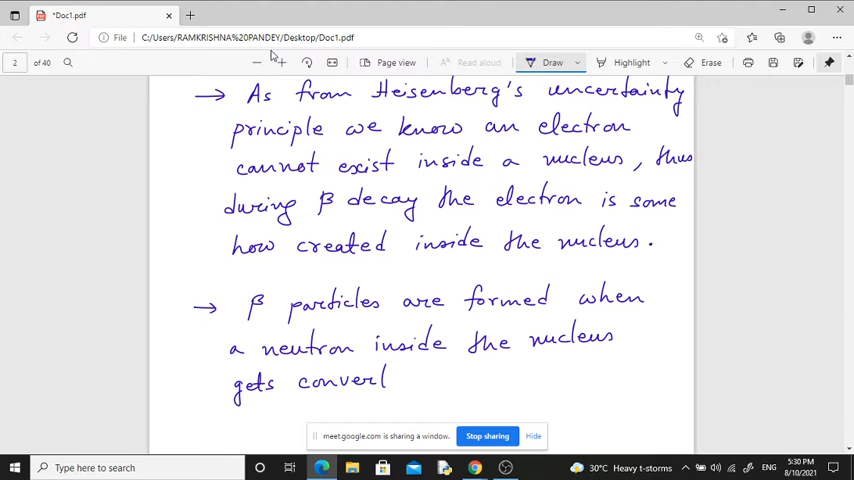 *Doc1.pdf
File C:/Users/RAMKRISHNA%20PANDEY/Desktop/Doc1.pdf
2 of 40 Page view Read aloud Draw Highlight Erase
→ As from Heisenberg's uncertainty
principle we know an electron
cannot exist inside a nucleus, thus
during β decay the electron is some
how created inside the nucleus.
→ β particles are formed when
a neutron inside the nucleus
gets convert
meet.google.com is sharing a window. Stop sharing Hide
Type here to search
30°C Heavy t-storms ENG 5:30 PM
8/10/2021